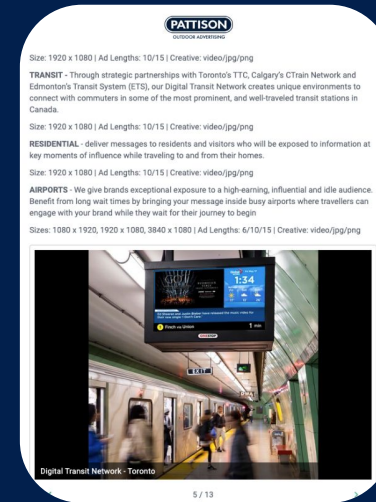 PATTISON
OUTDOOR ADVERTISING
Size: 1920 x 1080 | Ad Lengths: 10/15 | Creative: video/jpg/png
TRANSIT - Through strategic partnerships with Toronto's TTC, Calgary's CTrain Network and
Edmonton's Transit System (ETS), our Digital Transit Network creates unique environments to
connect with commuters in some of the most prominent, and well-traveled transit stations in
Canada.
Size: 1920 x 1080 | Ad Lengths: 10/15 | Creative: video/jpg/png
RESIDENTIAL - deliver messages to residents and visitors who will be exposed to information at
key moments of influence while traveling to and from their homes.
Size: 1920 x 1080 | Ad Lengths: 10/15 | Creative: video/jpg/png
AIRPORTS - We give brands exceptional exposure to a high-earning, influential and idle audience.
Benefit from long wait times by bringing your message inside busy airports where travellers can
engage with your brand while they wait for their journey to begin
Sizes: 1080 x 1920, 1920 x 1080, 3840 x 1080 | Ad Lengths: 6/10/15 | Creative: video/jpg/png
1:34
Finch via Union
1 min
EXIT
Digital Transit Network - Toronto
5 / 13